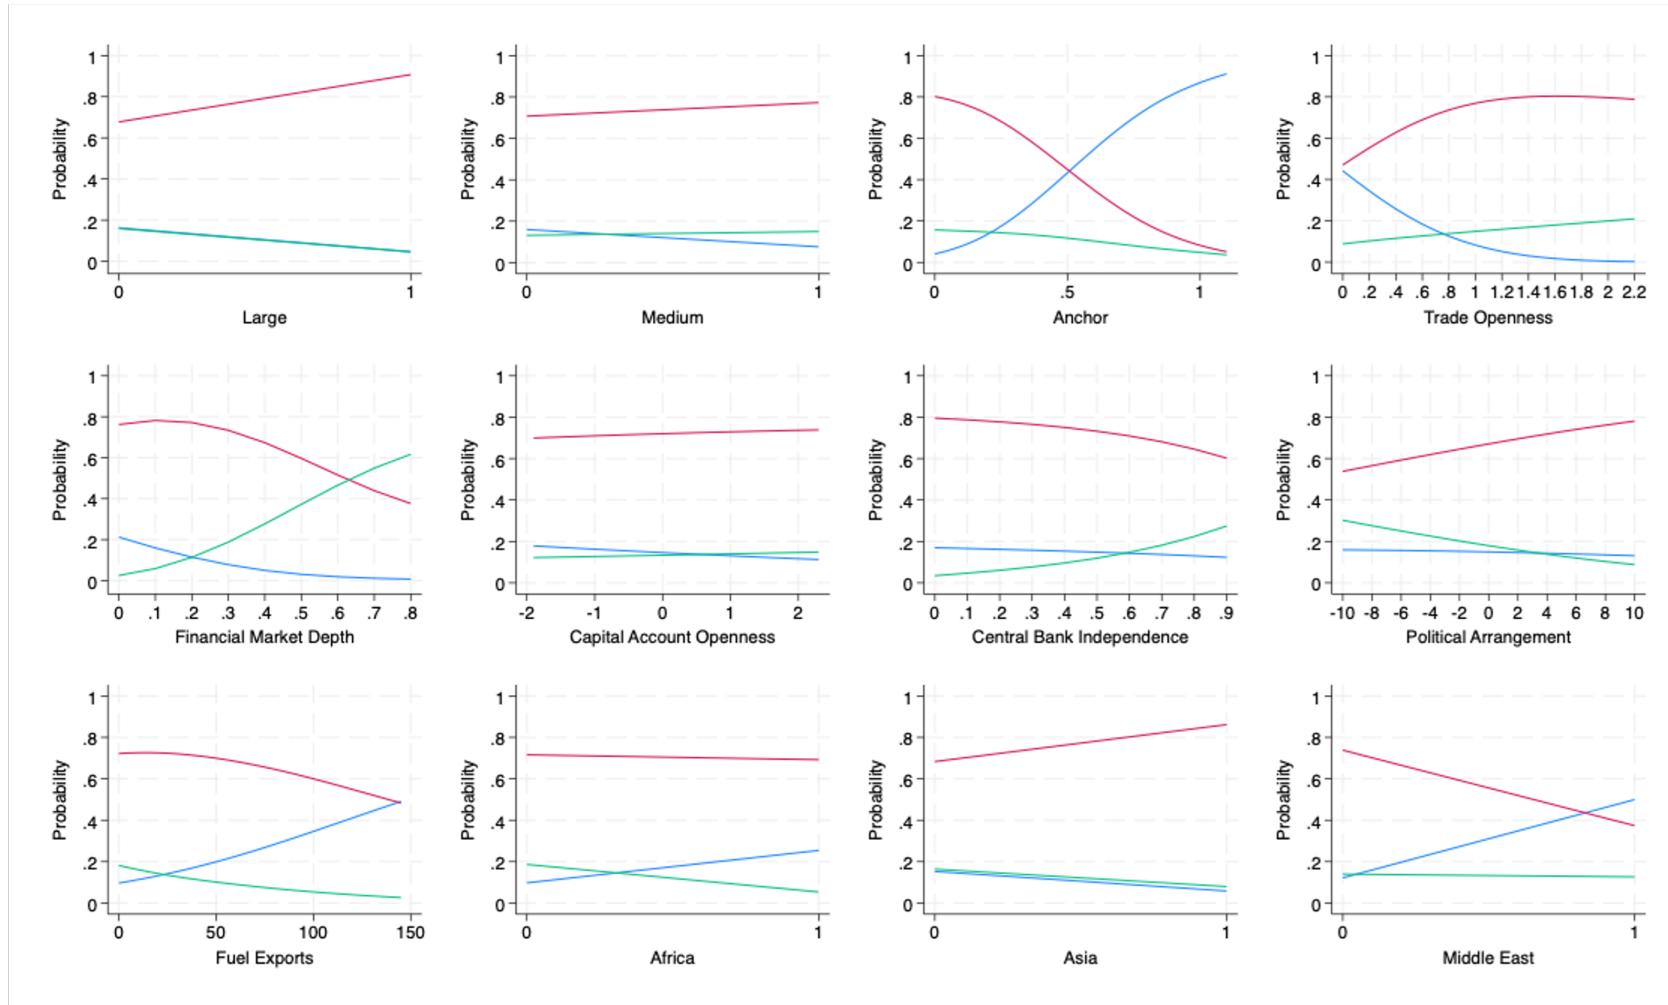 1
.8
.6
.4
.2
0
Probability
0 1
Large
1
.8
.6
.4
.2
0
Probability
0 1
Medium
1
.8
.6
.4
.2
0
Probability
0 .5 1
Anchor
1
.8
.6
.4
.2
0
Probability
0 .2 .4 .6 .8 1 1.2 1.4 1.6 1.8 2 2.2
Trade Openness
1
.8
.6
.4
.2
0
Probability
0 .1 .2 .3 .4 .5 .6 .7 .8
Financial Market Depth
1
.8
.6
.4
.2
0
Probability
-2 -1 0 1 2
Capital Account Openness
1
.8
.6
.4
.2
0
Probability
0 .1 .2 .3 .4 .5 .6 .7 .8 .9
Central Bank Independence
1
.8
.6
.4
.2
0
Probability
-10 -8 -6 -4 -2 0 2 4 6 8 10
Political Arrangement
1
.8
.6
.4
.2
0
Probability
0 50 100 150
Fuel Exports
1
.8
.6
.4
.2
0
Probability
0 1
Africa
1
.8
.6
.4
.2
0
Probability
0 1
Asia
1
.8
.6
.4
.2
0
Probability
0 1
Middle East